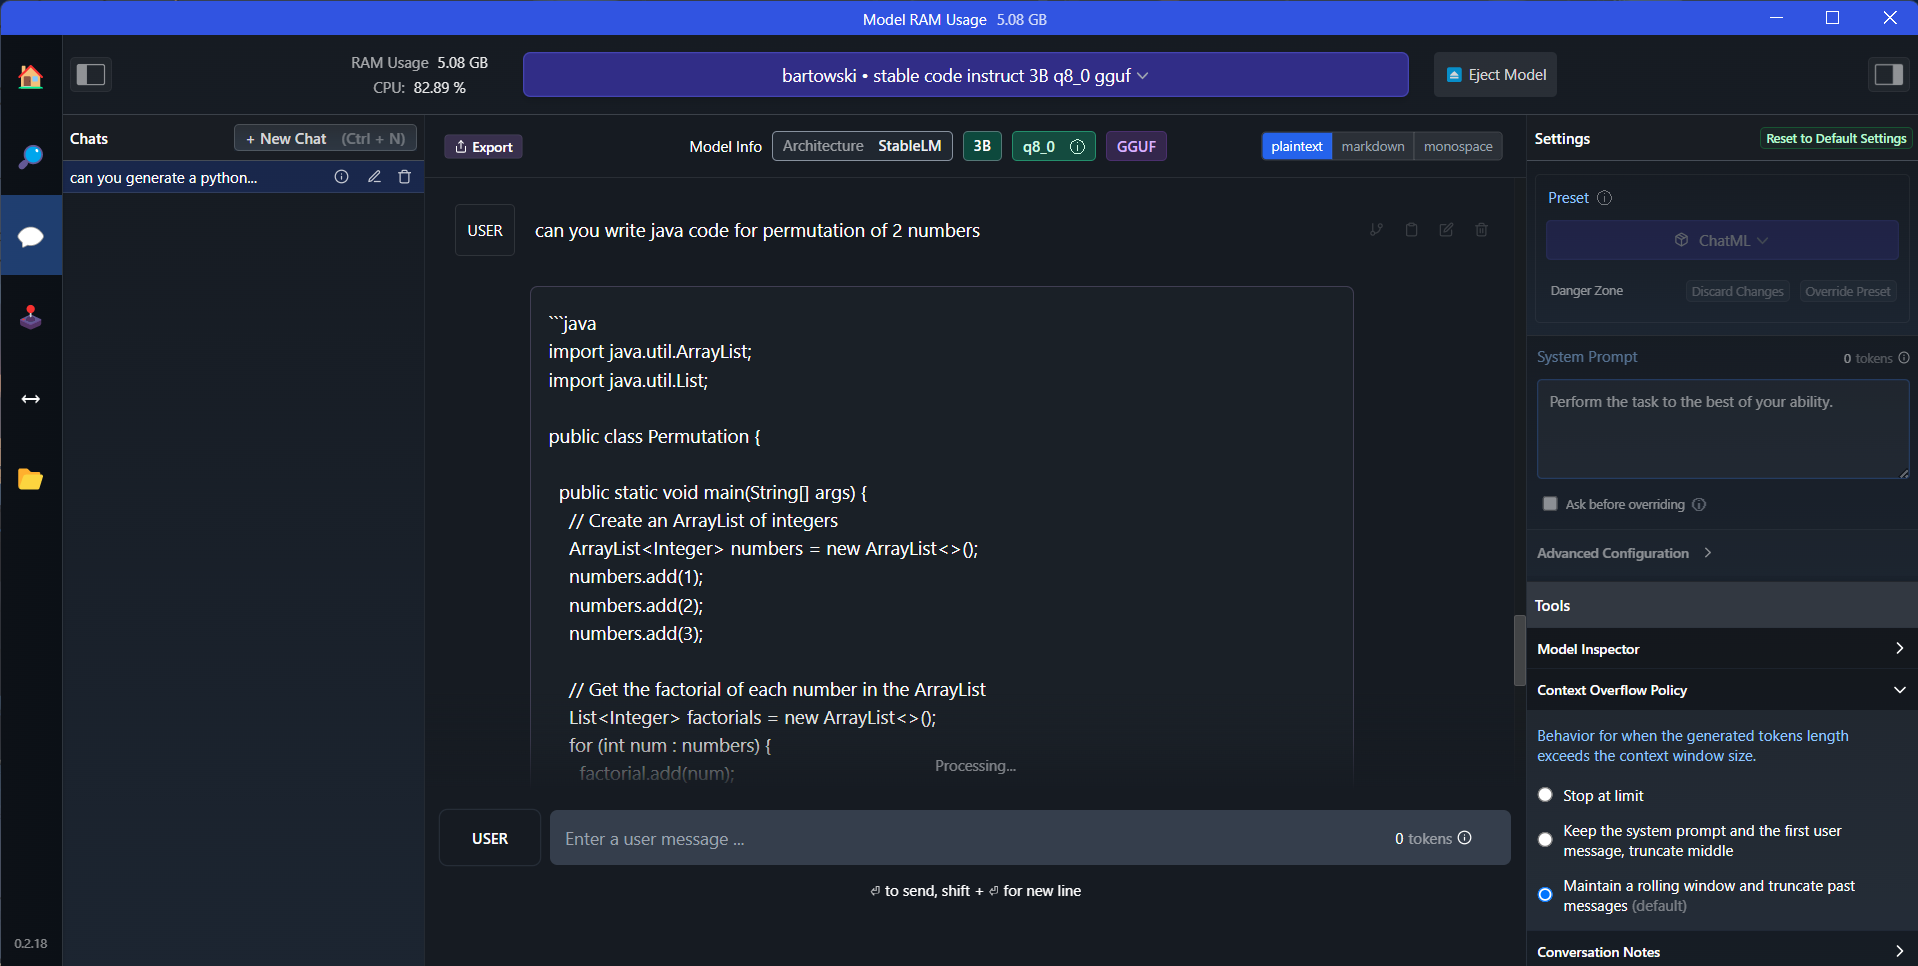 Model RAM Usage 5.08 GB
RAM Usage 5.08 GB
CPU: 82.89 %
bartowski • stable code instruct 3B q8_0 gguf
Eject Model
Chats
+ New Chat (Ctrl + N)
can you generate a python...
Export
Model Info
Architecture StableLM
3B
q8_0
GGUF
plaintext
markdown
monospace
USER
can you write java code for permutation of 2 numbers
```java
import java.util.ArrayList;
import java.util.List;
public class Permutation {
public static void main(String[] args) {
// Create an ArrayList of integers
ArrayList<Integer> numbers = new ArrayList<>();
numbers.add(1);
numbers.add(2);
numbers.add(3);
// Get the factorial of each number in the ArrayList
List<Integer> factorials = new ArrayList<>();
for (int num : numbers) {
factorial.add(num);
Processing...
USER
Enter a user message ...
0 tokens
⏎ to send, shift + ⏎ for new line
0.2.18
Settings
Reset to Default Settings
Preset
ChatML
Danger Zone
Discard Changes
Override Preset
System Prompt
0 tokens
Perform the task to the best of your ability.
Ask before overriding
Advanced Configuration
Tools
Model Inspector
Context Overflow Policy
Behavior for when the generated tokens length
exceeds the context window size.
Stop at limit
Keep the system prompt and the first user
message, truncate middle
Maintain a rolling window and truncate past
messages (default)
Conversation Notes